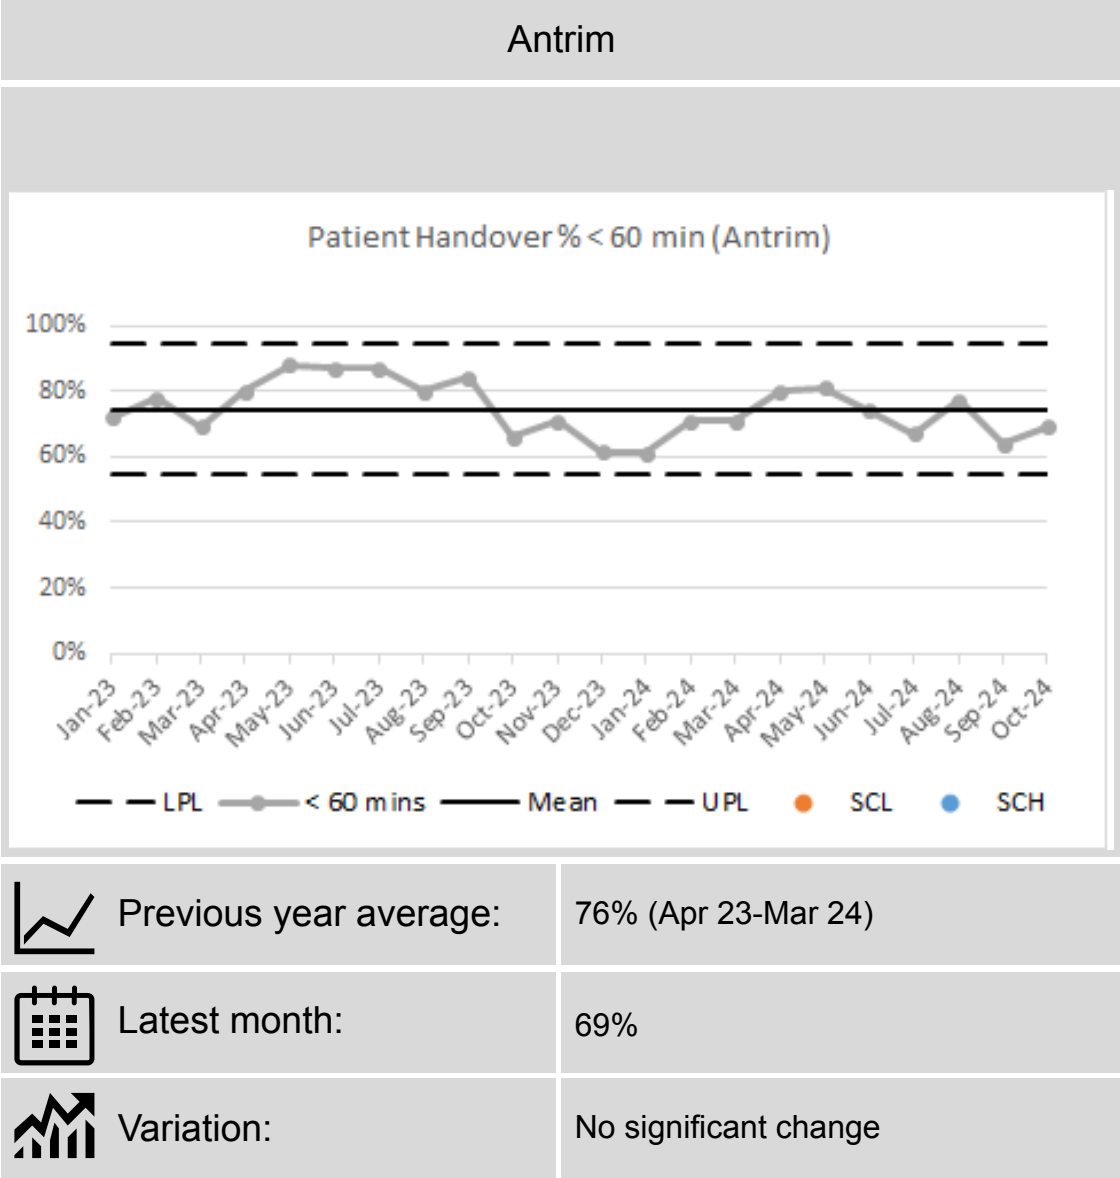 Antrim
Patient Handover % < 60 min (Antrim)
100%
80%
60%
40%
20%
0%
Jan-23 Feb-23 Mar-23 Apr-23 May-23 Jun-23 Jul-23 Aug-23 Sep-23 Oct-23 Nov-23 Dec-23 Jan-24 Feb-24 Mar-24 Apr-24 May-24 Jun-24 Jul-24 Aug-24 Sep-24 Oct-24
LPL < 60 mins Mean UPL SCL SCH
Previous year average: 76% (Apr 23-Mar 24)
Latest month: 69%
Variation: No significant change